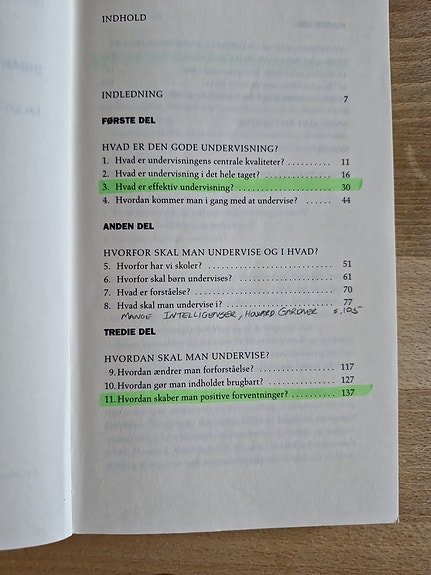 INDHOLD
INDLEDNING 7
FØRSTE DEL
HVAD ER DEN GODE UNDERVISNING?
1. Hvad er undervisningens centrale kvaliteter? .......... 11
2. Hvad er undervisning i det hele taget? ................ 16
3. Hvad er effektiv undervisning? ...................... 30
4. Hvordan kommer man i gang med at undervise? ........ 44
ANDEN DEL
HVORFOR SKAL MAN UNDERVISE OG I HVAD?
5. Hvorfor har vi skoler? ............................. 51
6. Hvorfor skal børn undervises? ....................... 61
7. Hvad er forståelse? ................................ 70
8. Hvad skal man undervise i? .......................... 77
MANGE INTELLIGENSER, HOWARD GARDNER s. 105
TREDIE DEL
HVORDAN SKAL MAN UNDERVISE?
9. Hvordan ændrer man forforståelse? .................. 117
10. Hvordan gør man indholdet brugbart? ................ 127
11. Hvordan skaber man positive forventninger? .......... 137